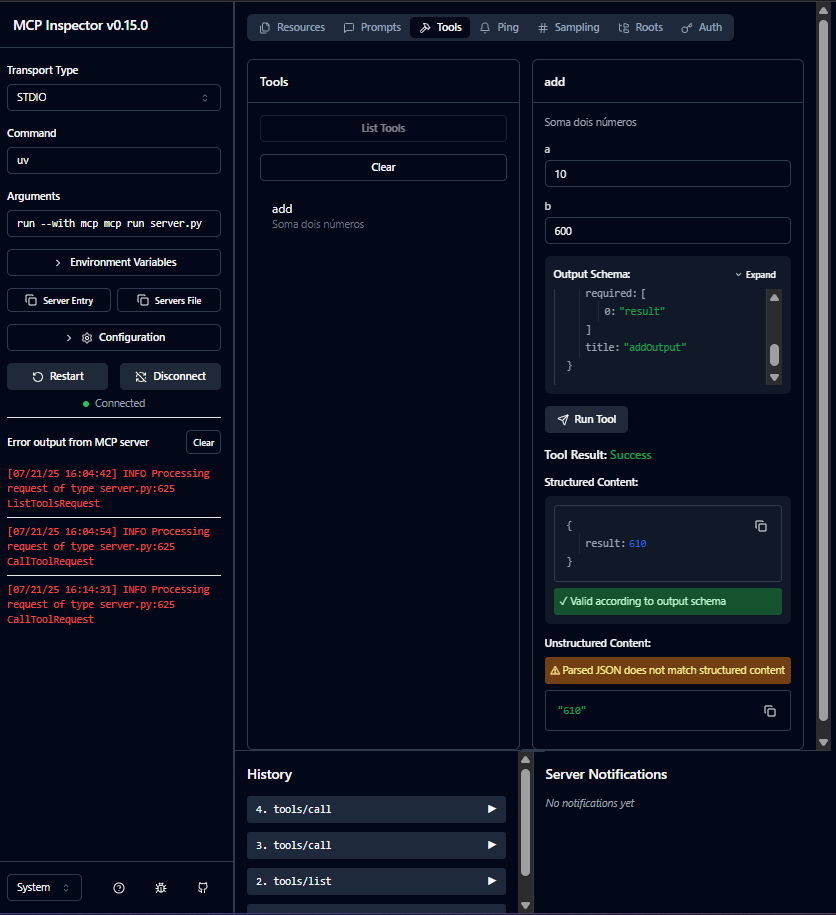 MCP Inspector v0.15.0
Transport Type
STDIO
Command
uv
Arguments
run --with mcp mcp run server.py
Environment Variables
Server Entry
Servers File
Configuration
Restart
Disconnect
Connected
Error output from MCP server
Clear
[07/21/25 16:04:42] INFO Processing
request of type server.py:625
ListToolsRequest
[07/21/25 16:04:54] INFO Processing
request of type server.py:625
CallToolRequest
[07/21/25 16:14:31] INFO Processing
request of type server.py:625
CallToolRequest
System
Resources
Prompts
Tools
Ping
Sampling
Roots
Auth
Tools
List Tools
Clear
add
Soma dois números
add
Soma dois números
a
10
b
600
Output Schema:
Expand
required: [
0: "result"
]
title: "addOutput"
}
Run Tool
Tool Result: Success
Structured Content:
{
result: 610
}
✓ Valid according to output schema
Unstructured Content:
⚠ Parsed JSON does not match structured content
"610"
History
4. tools/call
3. tools/call
2. tools/list
Server Notifications
No notifications yet